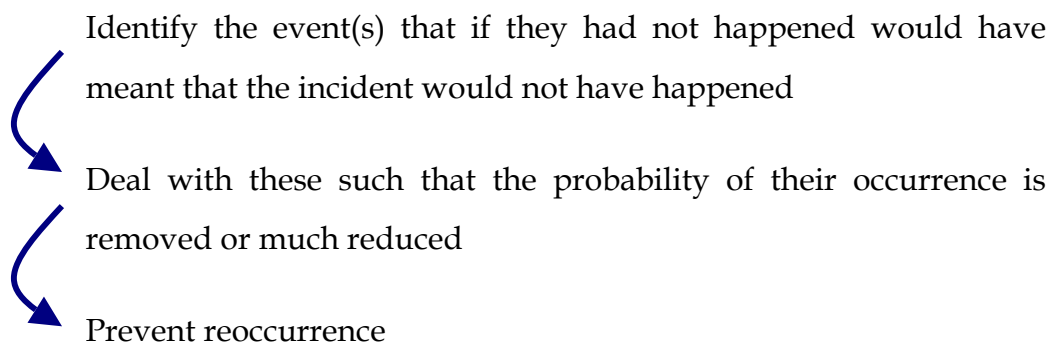 Identify the event(s) that if they had not happened would have
meant that the incident would not have happened
Deal with these such that the probability of their occurrence is
removed or much reduced
Prevent reoccurrence